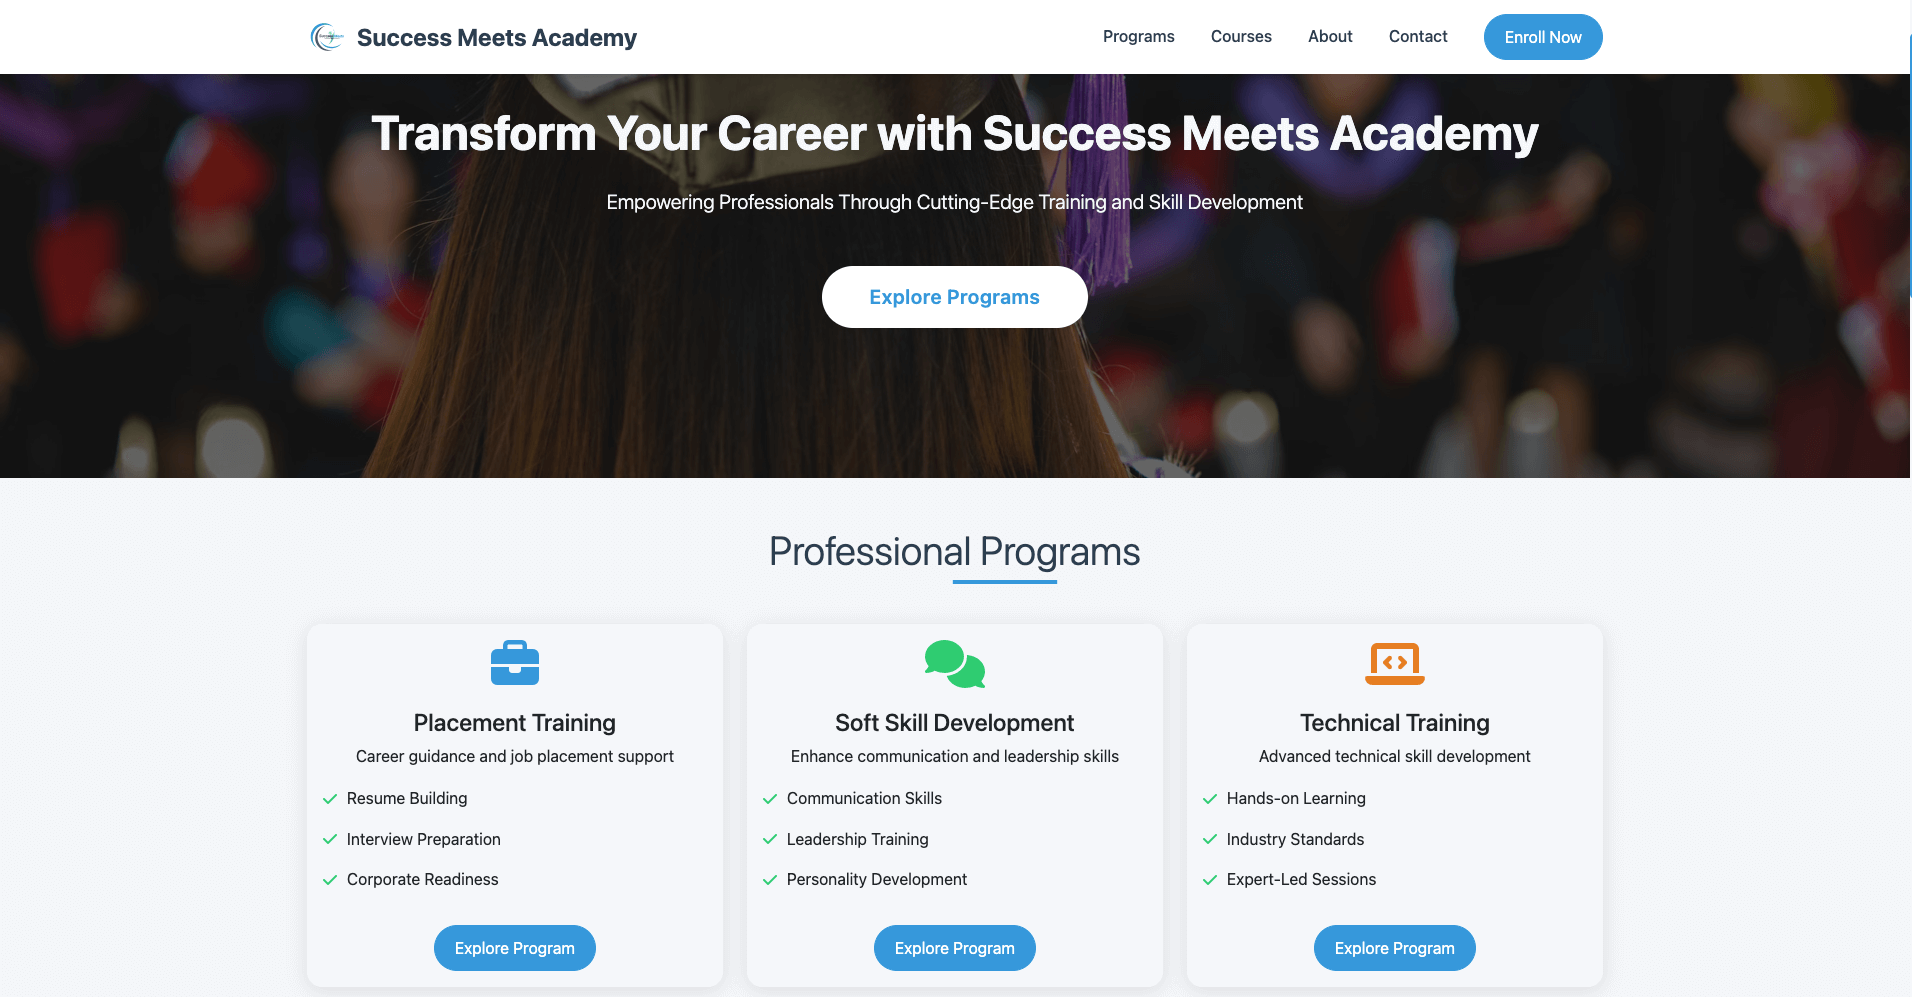 Success Meets Academy
Programs
Courses
About
Contact
Enroll Now
Transform Your Career with Success Meets Academy
Empowering Professionals Through Cutting-Edge Training and Skill Development
Explore Programs
Professional Programs
Placement Training
Career guidance and job placement support
Resume Building
Interview Preparation
Corporate Readiness
Explore Program
Soft Skill Development
Enhance communication and leadership skills
Communication Skills
Leadership Training
Personality Development
Explore Program
Technical Training
Advanced technical skill development
Hands-on Learning
Industry Standards
Expert-Led Sessions
Explore Program